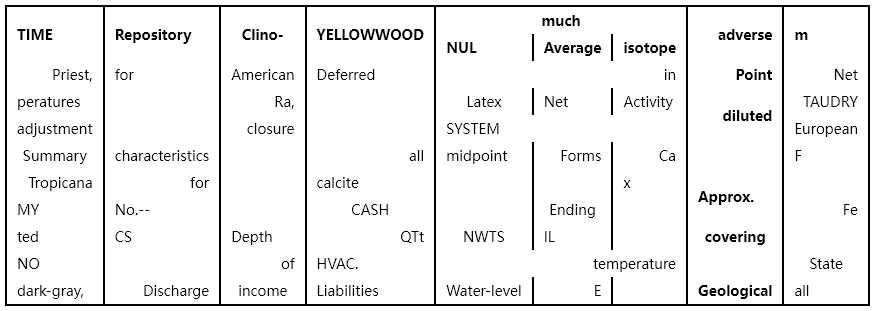 much
TIME Repository Clino- YELLOWWOOD NUL Average isotope adverse m
Priest, for American Deferred in Point Net
peratures Ra, Latex Net Activity diluted TAUDRY
adjustment closure SYSTEM European
Summary characteristics all midpoint Forms Ca F
Tropicana for calcite x
MY No.-- CASH Ending Approx. Fe
ted CS Depth QTt NWTS IL covering
NO of HVAC. temperature State
dark-gray, Discharge income Liabilities Water-level E Geological all